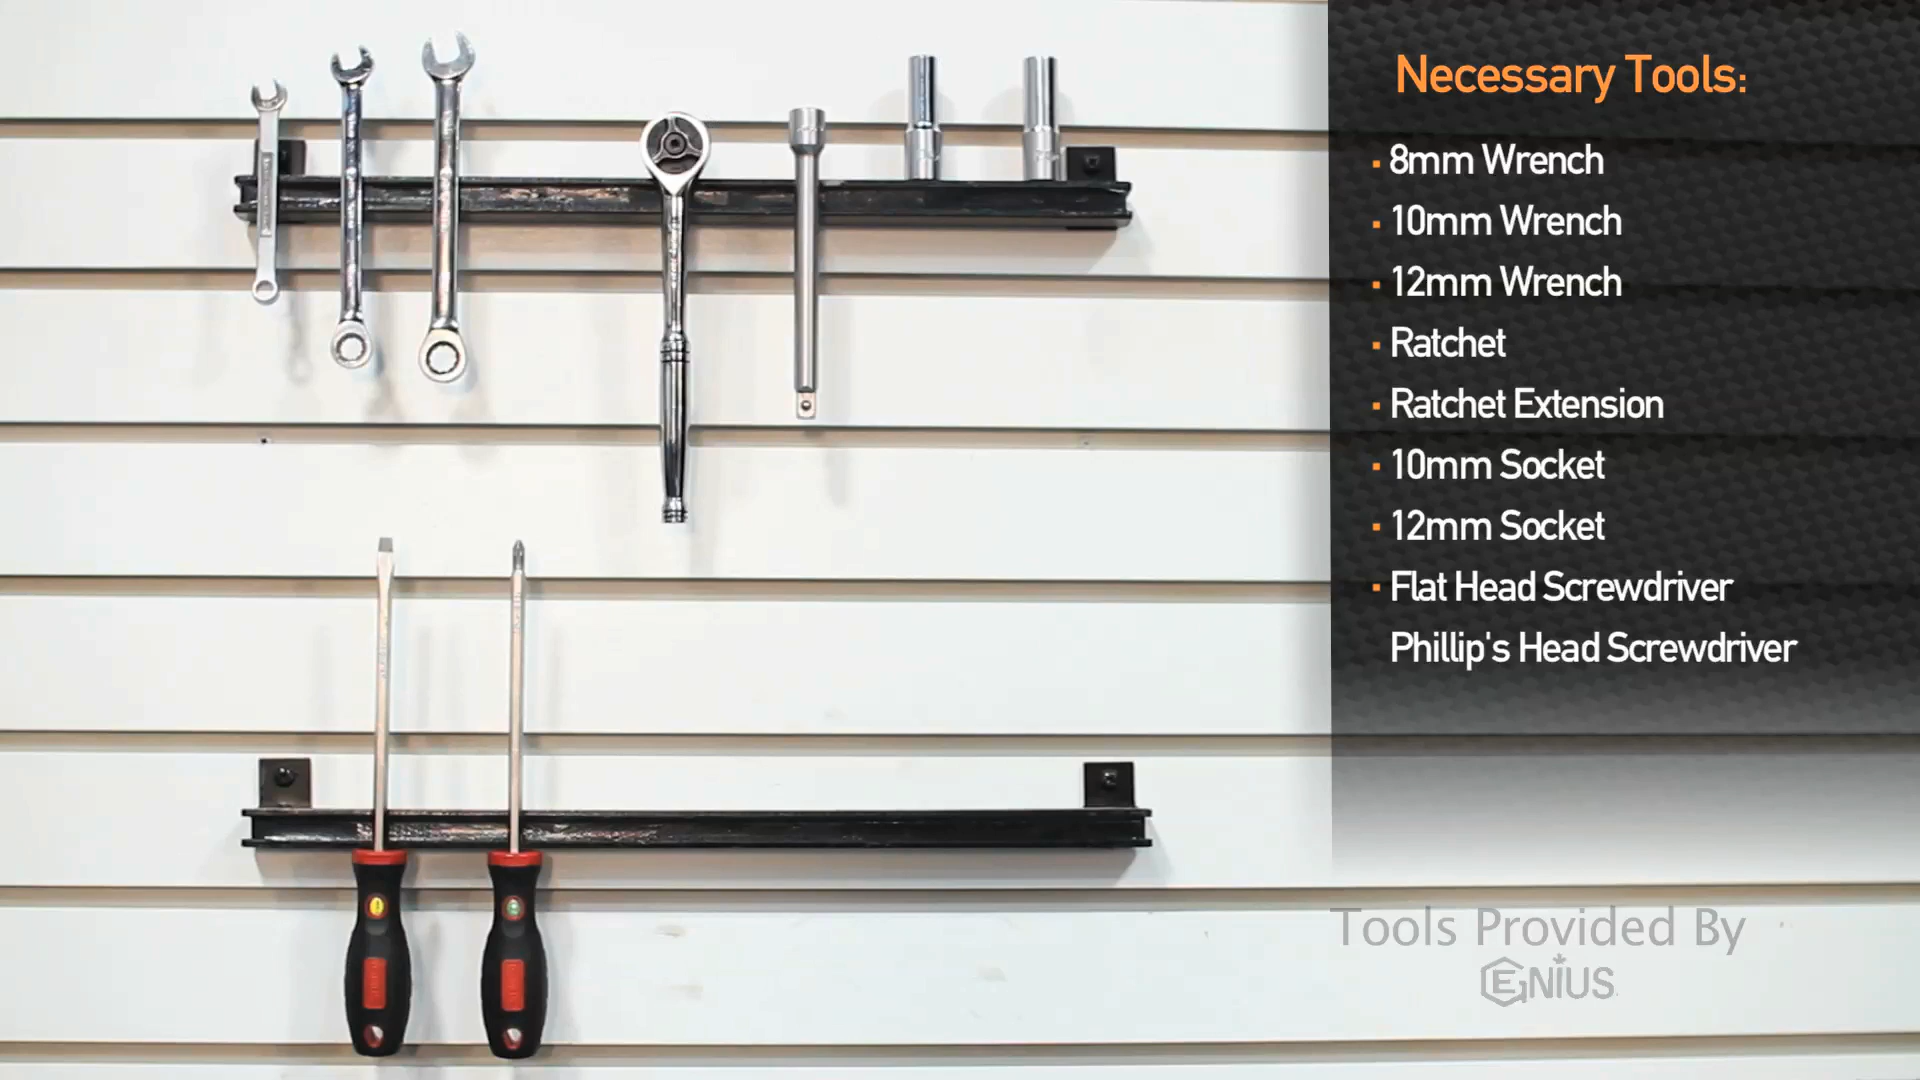 Necessary Tools:
▪ 8mm Wrench
▪ 10mm Wrench
▪ 12mm Wrench
▪ Ratchet
▪ Ratchet Extension
▪ 10mm Socket
▪ 12mm Socket
▪ Flat Head Screwdriver
Phillip's Head Screwdriver
Tools Provided By
GENIUS